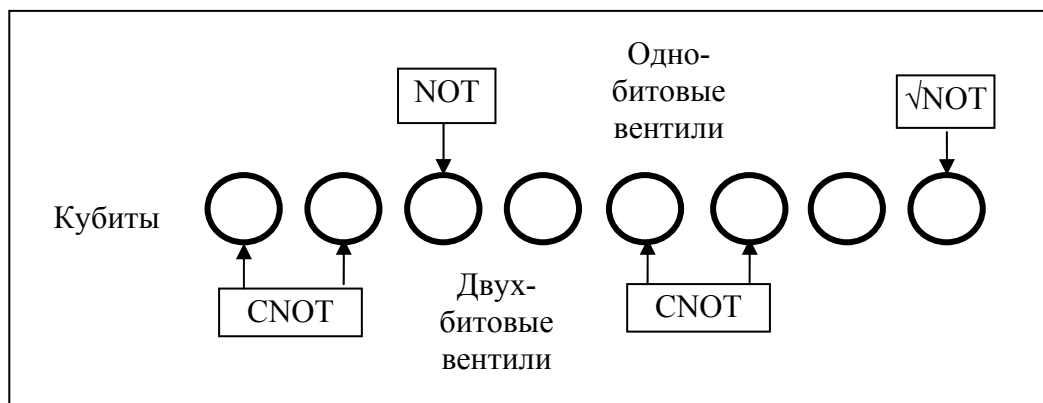 Одно-
битовые
вентили
NOT
√NOT
Кубиты
CNOT
Двух-
битовые
вентили
CNOT